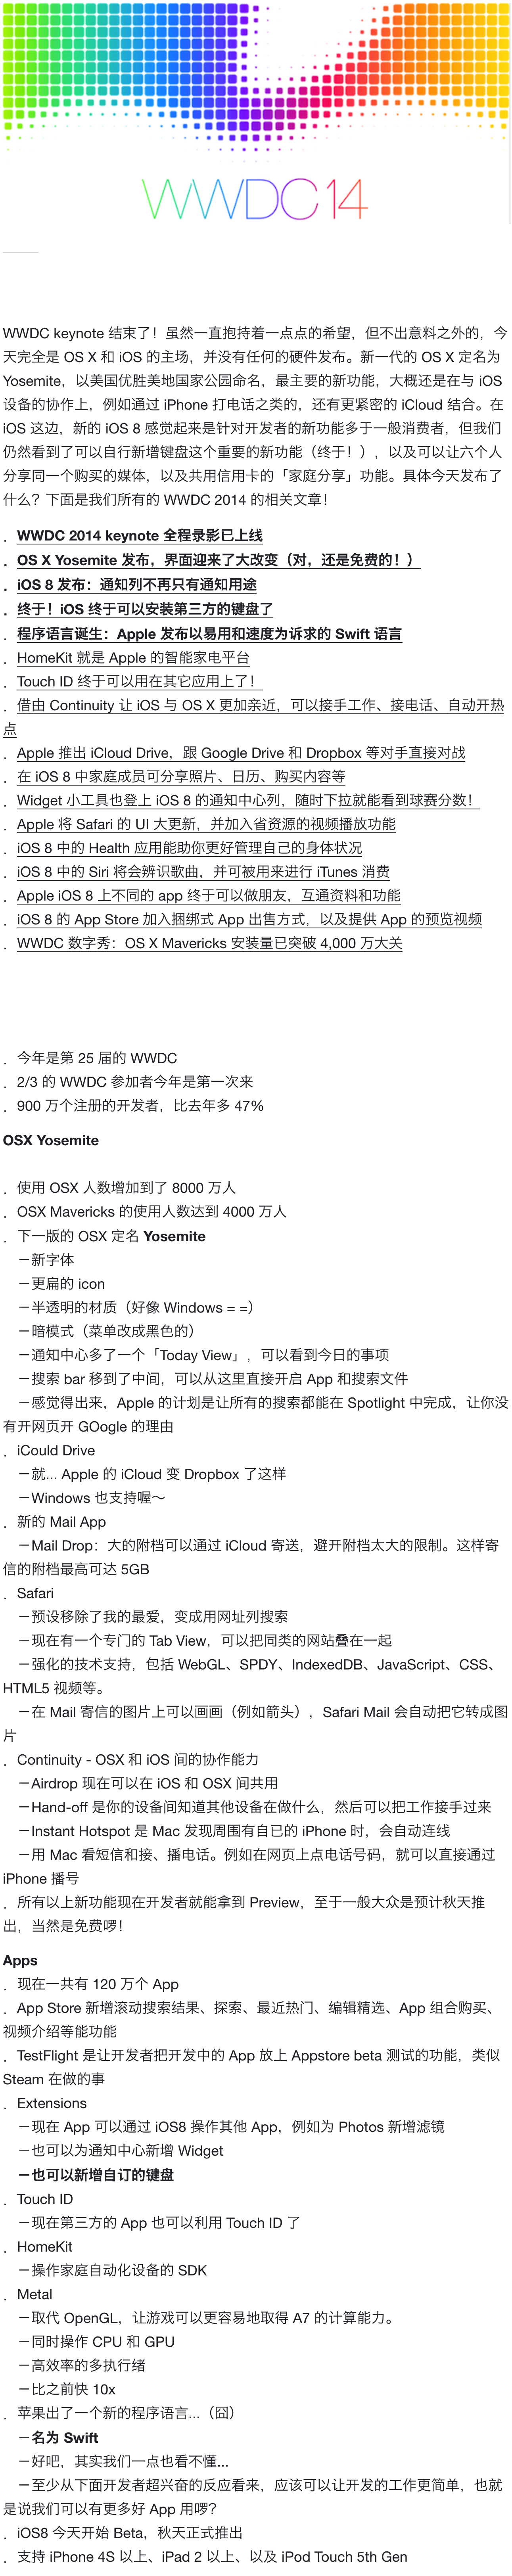 WWDC14
WWDC keynote 结束了！虽然一直抱持着一点点的希望，但不出意料之外的，今
天完全是 OS X 和 iOS 的主场，并没有任何的硬件发布。新一代的 OS X 定名为
Yosemite，以美国优胜美地国家公园命名，最主要的新功能，大概还是在与 iOS
设备的协作上，例如通过 iPhone 打电话之类的，还有更紧密的 iCloud 结合。在
iOS 这边，新的 iOS 8 感觉起来是针对开发者的新功能多于一般消费者，但我们
仍然看到了可以自行新增键盘这个重要的新功能（终于！），以及可以让六个人
分享同一个购买的媒体，以及共用信用卡的「家庭分享」功能。具体今天发布了
什么？下面是我们所有的 WWDC 2014 的相关文章！
．WWDC 2014 keynote 全程录影已上线
．OS X Yosemite 发布，界面迎来了大改变（对，还是免费的！）
．iOS 8 发布：通知列不再只有通知用途
．终于！iOS 终于可以安装第三方的键盘了
．程序语言诞生：Apple 发布以易用和速度为诉求的 Swift 语言
．HomeKit 就是 Apple 的智能家电平台
．Touch ID 终于可以用在其它应用上了！
．借由 Continuity 让 iOS 与 OS X 更加亲近，可以接手工作、接电话、自动开热
点
．Apple 推出 iCloud Drive，跟 Google Drive 和 Dropbox 等对手直接对战
．在 iOS 8 中家庭成员可分享照片、日历、购买内容等
．Widget 小工具也登上 iOS 8 的通知中心列，随时下拉就能看到球赛分数！
．Apple 将 Safari 的 UI 大更新，并加入省资源的视频播放功能
．iOS 8 中的 Health 应用能助你更好管理自己的身体状况
．iOS 8 中的 Siri 将会辨识歌曲，并可被用来进行 iTunes 消费
．Apple iOS 8 上不同的 app 终于可以做朋友，互通资料和功能
．iOS 8 的 App Store 加入捆绑式 App 出售方式，以及提供 App 的预览视频
．WWDC 数字秀：OS X Mavericks 安装量已突破 4,000 万大关
．今年是第 25 届的 WWDC
．2/3 的 WWDC 参加者今年是第一次来
．900 万个注册的开发者，比去年多 47%
OSX Yosemite
．使用 OSX 人数增加到了 8000 万人
．OSX Mavericks 的使用人数达到 4000 万人
．下一版的 OSX 定名 Yosemite
－新字体
－更扁的 icon
－半透明的材质（好像 Windows = =）
－暗模式（菜单改成黑色的）
－通知中心多了一个「Today View」，可以看到今日的事项
－搜索 bar 移到了中间，可以从这里直接开启 App 和搜索文件
－感觉得出来，Apple 的计划是让所有的搜索都能在 Spotlight 中完成，让你没
有开网页开 GOogle 的理由
．iCould Drive
－就... Apple 的 iCloud 变 Dropbox 了这样
－Windows 也支持喔～
．新的 Mail App
－Mail Drop：大的附档可以通过 iCloud 寄送，避开附档太大的限制。这样寄
信的附档最高可达 5GB
．Safari
－预设移除了我的最爱，变成用网址列搜索
－现在有一个专门的 Tab View，可以把同类的网站叠在一起
－强化的技术支持，包括 WebGL、SPDY、IndexedDB、JavaScript、CSS、
HTML5 视频等。
－在 Mail 寄信的图片上可以画画（例如箭头），Safari Mail 会自动把它转成图
片
．Continuity - OSX 和 iOS 间的协作能力
－Airdrop 现在可以在 iOS 和 OSX 间共用
－Hand-off 是你的设备间知道其他设备在做什么，然后可以把工作接手过来
－Instant Hotspot 是 Mac 发现周围有自已的 iPhone 时，会自动连线
－用 Mac 看短信和接、播电话。例如在网页上点电话号码，就可以直接通过
iPhone 播号
．所有以上新功能现在开发者就能拿到 Preview，至于一般大众是预计秋天推
出，当然是免费啰！
Apps
．现在一共有 120 万个 App
．App Store 新增滚动搜索结果、探索、最近热门、编辑精选、App 组合购买、
视频介绍等能功能
．TestFlight 是让开发者把开发中的 App 放上 Appstore beta 测试的功能，类似
Steam 在做的事
．Extensions
－现在 App 可以通过 iOS8 操作其他 App，例如为 Photos 新增滤镜
－也可以为通知中心新增 Widget
－也可以新增自订的键盘
．Touch ID
－现在第三方的 App 也可以利用 Touch ID 了
．HomeKit
－操作家庭自动化设备的 SDK
．Metal
－取代 OpenGL，让游戏可以更容易地取得 A7 的计算能力。
－同时操作 CPU 和 GPU
－高效率的多执行绪
－比之前快 10x
．苹果出了一个新的程序语言...（囧）
－名为 Swift
－好吧，其实我们一点也看不懂...
－至少从下面开发者超兴奋的反应看来，应该可以让开发的工作更简单，也就
是说我们可以有更多好 App 用啰？
．iOS8 今天开始 Beta，秋天正式推出
．支持 iPhone 4S 以上、iPad 2 以上、以及 iPod Touch 5th Gen